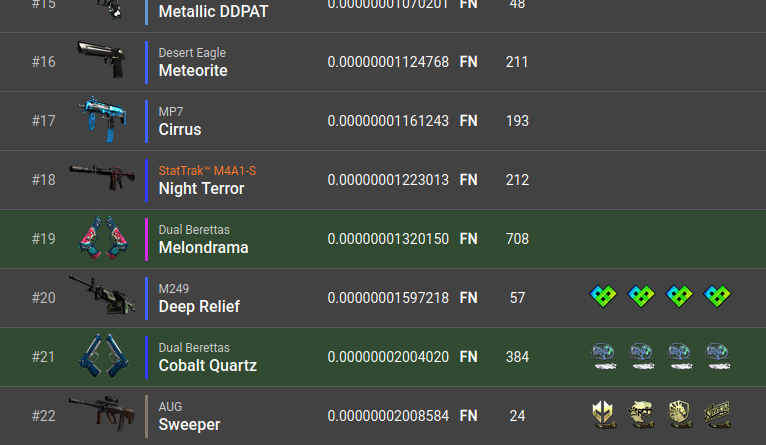 #15 Metallic DDPAT 0.00000001070201 FN 48
#16 Desert Eagle 0.00000001124768 FN 211
Meteorite
#17 MP7 0.00000001161243 FN 193
Cirrus
#18 StatTrak™ M4A1-S 0.00000001223013 FN 212
Night Terror
#19 Dual Berettas 0.00000001320150 FN 708
Melondrama
#20 M249 0.00000001597218 FN 57
Deep Relief
#21 Dual Berettas 0.00000002004020 FN 384
Cobalt Quartz
#22 AUG 0.00000002008584 FN 24
Sweeper